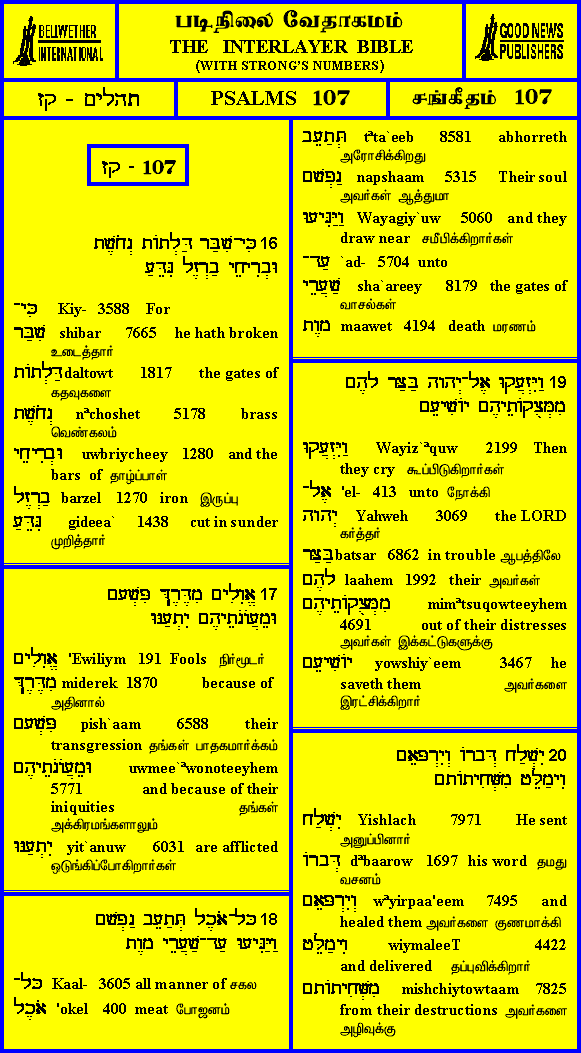 BELLWETHER
INTERNATIONAL
படிநிலை வேதாகமம்
THE INTERLAYER BIBLE
(WITH STRONG'S NUMBERS)
GOOD NEWS
PUBLISHERS
תהלים - קז
PSALMS 107
சங்கீதம் 107
107 - קז
16 כִּי־שִׁבַּר דַּלְתוֹת נְחֹשֶׁת
וּבְרִיחֵי בַרְזֶל גִּדֵּעַ
כִּי־ Kiy- 3588 For
שִׁבַּר shibar 7665 he hath broken
உடைத்தார்
דַּלְתוֹת daltowt 1817 the gates of
கதவுகளை
נְחֹשֶׁת nªchoshet 5178 brass
வெண்கலம்
וּבְרִיחֵי uwbriycheey 1280 and the
bars of தாழ்ப்பாள்
בַרְזֶל barzel 1270 iron இருப்பு
גִּדֵּעַ gideea` 1438 cut in sunder
முறித்தார்
17 אֱוִלִים מִדֶּרֶךְ פִּשְׁעָם
וּמֵעֲוֹנֹתֵיהֶם יִתְעַנּוּ
אֱוִלִים 'Ewiliym 191 Fools நிர்மூடர்
מִדֶּרֶךְ miderek 1870 because of
அதினால்
פִּשְׁעָם pish`aam 6588 their
transgression தங்கள் பாதகமார்க்கம்
וּמֵעֲוֹנֹתֵיהֶם uwmee`ªwonoteeyhem
5771 and because of their
iniquities தங்கள்
அக்கிரமங்களாலும்
יִתְעַנּוּ yit`anuw 6031 are afflicted
ஒடுங்கிப்போகிறார்கள்
18 כָּל־אֹכֶל תְּתַעֵב נַפְשָׁם
וַיַּגִּיעוּ עַד־שַׁעֲרֵי מָוֶת
כָּל־ Kaal- 3605 all manner of சகல
אֹכֶל 'okel 400 meat போஜனம்
תְּתַעֵב tªta`eeb 8581 abhorreth
அரோசிக்கிறது
נַפְשָׁם napshaam 5315 Their soul
அவர்கள் ஆத்துமா
וַיַּגִּיעוּ Wayagiy`uw 5060 and they
draw near சமீபிக்கிறார்கள்
עַד־ `ad- 5704 unto
שַׁעֲרֵי sha`areey 8179 the gates of
வாசல்கள்
מָוֶת maawet 4194 death மரணம்
19 וַיִּזְעֲקוּ אֶל־יְהוָה בַּצַּר לָהֶם
מִמְּצֻקוֹתֵיהֶם יוֹשִׁיעֵם
וַיִּזְעֲקוּ Wayiz`ªquw 2199 Then
they cry கூப்பிடுகிறார்கள்
אֶל־ 'el- 413 unto நோக்கி
יְהוָה Yahweh 3069 the LORD
கர்த்தர்
בַּצַּר batsar 6862 in trouble ஆபத்திலே
לָהֶם laahem 1992 their அவர்கள்
מִמְּצֻקוֹתֵיהֶם mimªtsuqowteeyhem
4691 out of their distresses
அவர்கள் இக்கட்டுகளுக்கு
יוֹשִׁיעֵם yowshiy`eem 3467 he
saveth them அவர்களை
இரட்சிக்கிறார்
20 יִשְׁלַח דְּבָרוֹ וְיִרְפָּאֵם
וִימַלֵּט מִשְּׁחִיתוֹתָם
יִשְׁלַח Yishlach 7971 He sent
அனுப்பினார்
דְּבָרוֹ dªbaarow 1697 his word தமது
வசனம்
וְיִרְפָּאֵם wªyirpaa'eem 7495 and
healed them அவர்களை குணமாக்கி
וִימַלֵּט wiymaleeT 4422
and delivered தப்புவிக்கிறார்
מִשְּׁחִיתוֹתָם mishchiytowtaam 7825
from their destructions அவர்களை
அழிவுக்கு